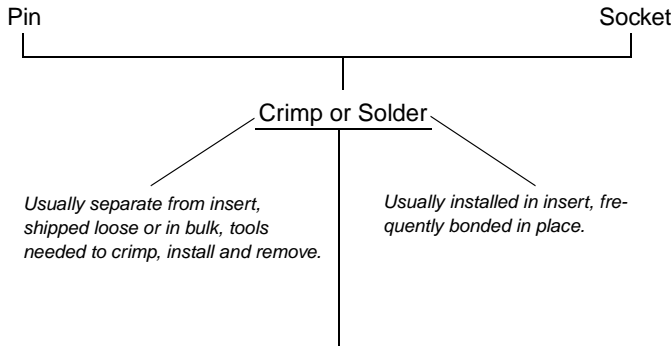 Pin Socket
Crimp or Solder
Usually separate from insert,
shipped loose or in bulk, tools
needed to crimp, install and remove.
Usually installed in insert, fre-
quently bonded in place.